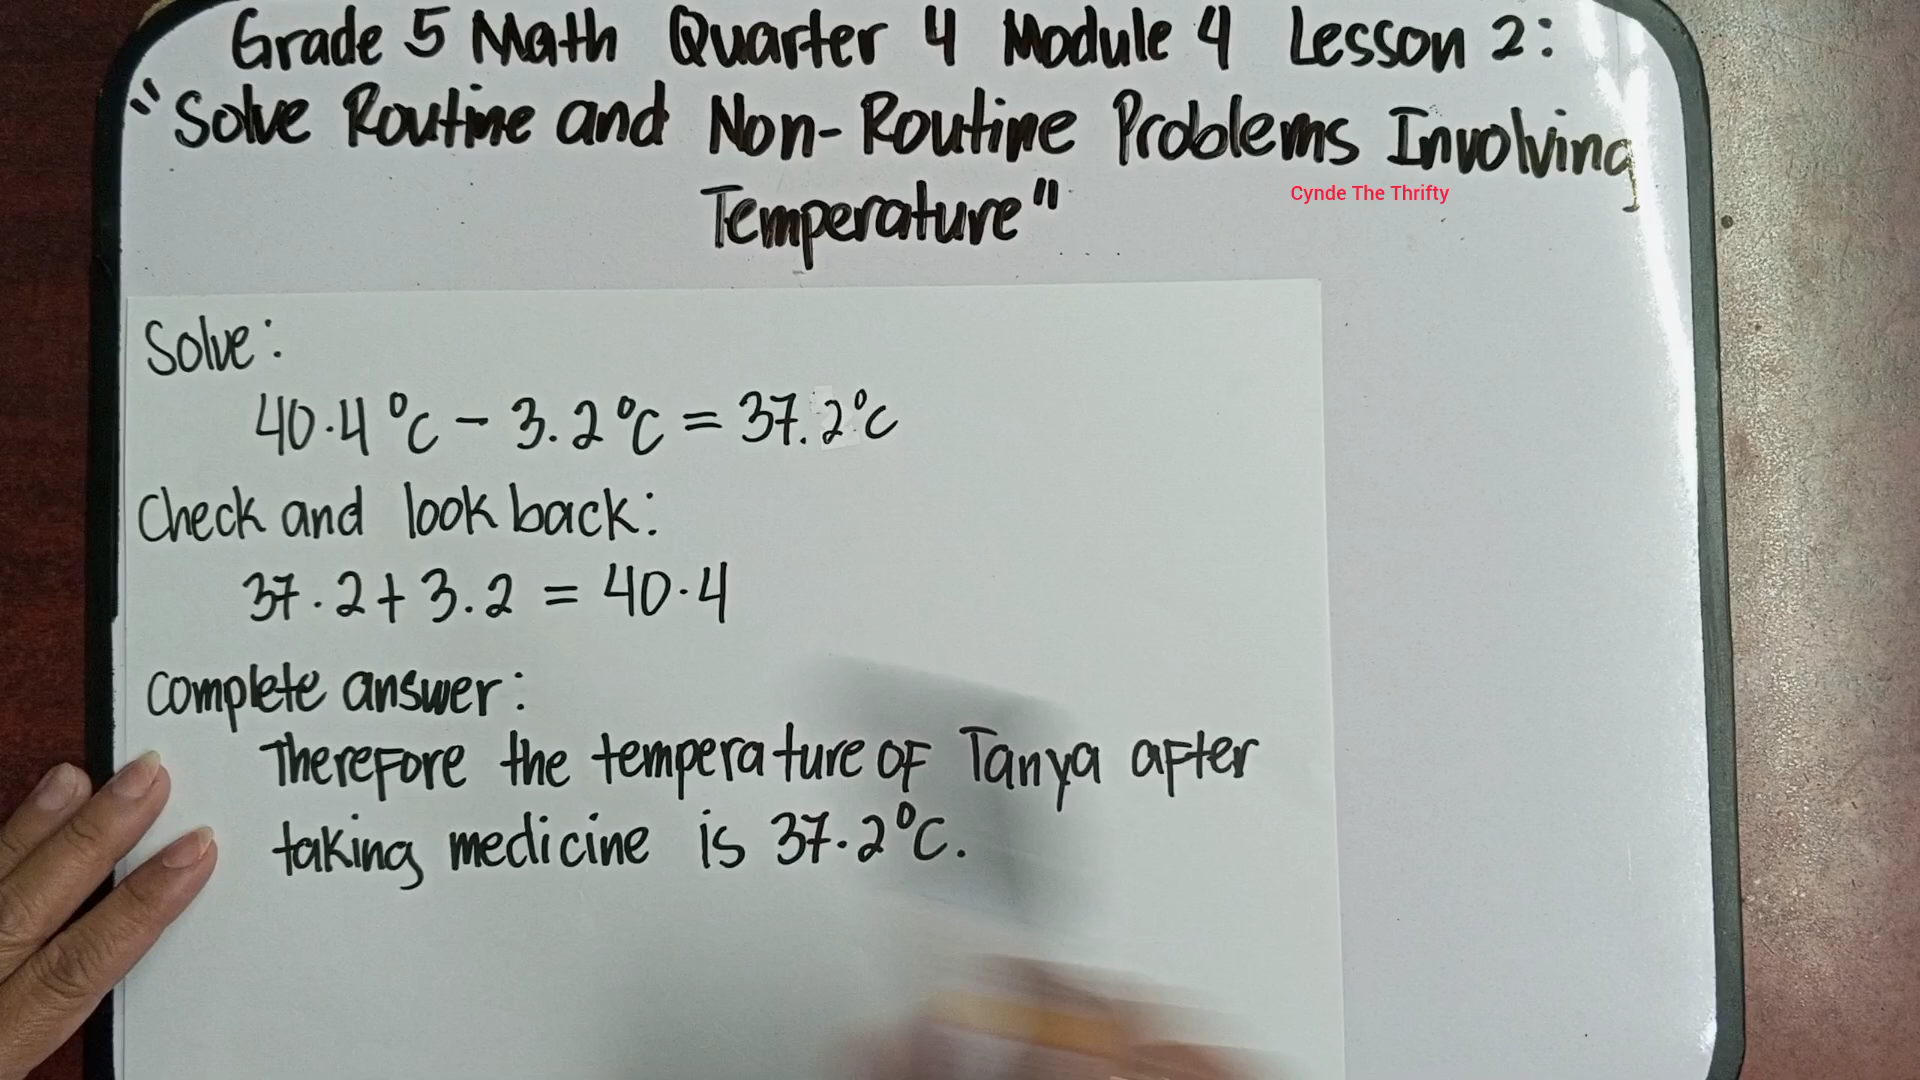 Grade 5 Math Quarter 4 Module 4 Lesson 2:
"Solve Routine and Non-Routine Problems Involving
Temperature"
Cynde The Thrifty
Solve:
40.4°C - 3.2°C = 37.2°C
Check and look back:
37.2 + 3.2 = 40.4
Complete answer:
Therefore the temperature of Tanya after
taking medicine is 37.2°C.